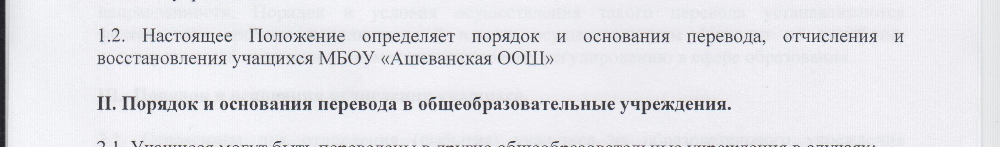 1.2. Настоящее Положение определяет порядок и основания перевода, отчисления и
восстановления учащихся МБОУ «Ашеванская ООШ»
II. Порядок и основания перевода в общеобразовательные учреждения.
2.1. Учащиеся могут быть переведены в другие общеобразовательные учреждения в случаях: